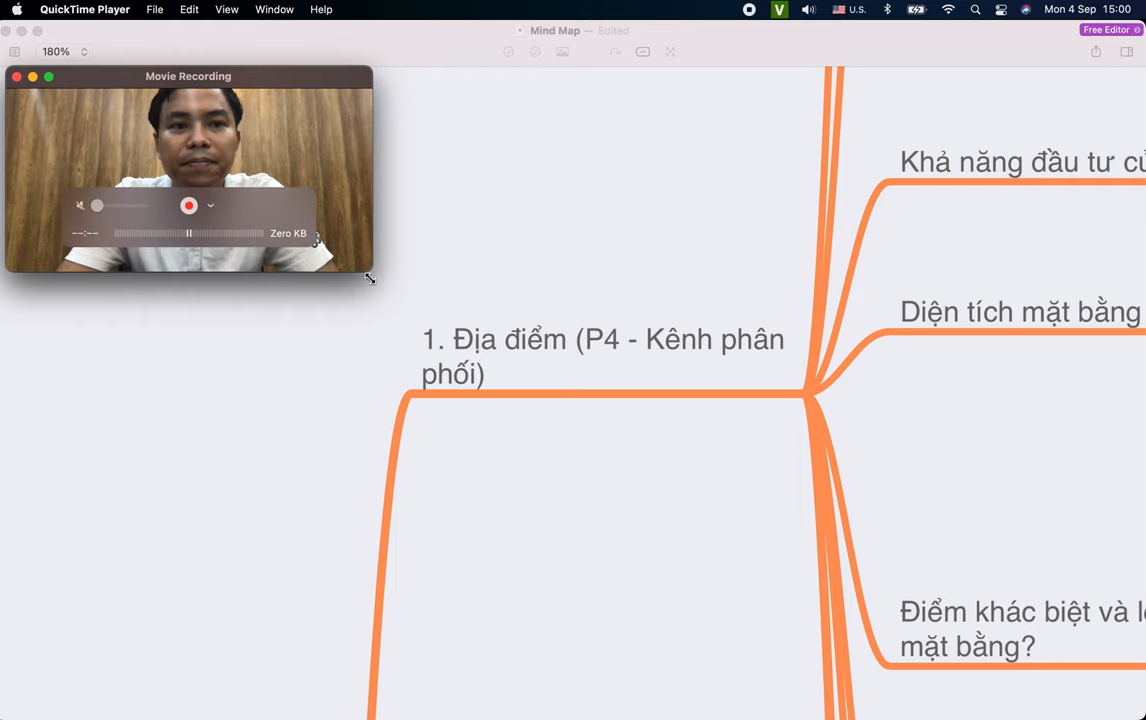 QuickTime Player File Edit View Window Help V U.S. Mon 4 Sep 15:00
Mind Map — Edited
Free Editor
180%
Movie Recording
--:--
Zero KB
Khả năng đầu tư
1. Địa điểm (P4 - Kênh phân
phối)
Diện tích mặt bằng
Điểm khác biệt và
mặt bằng?